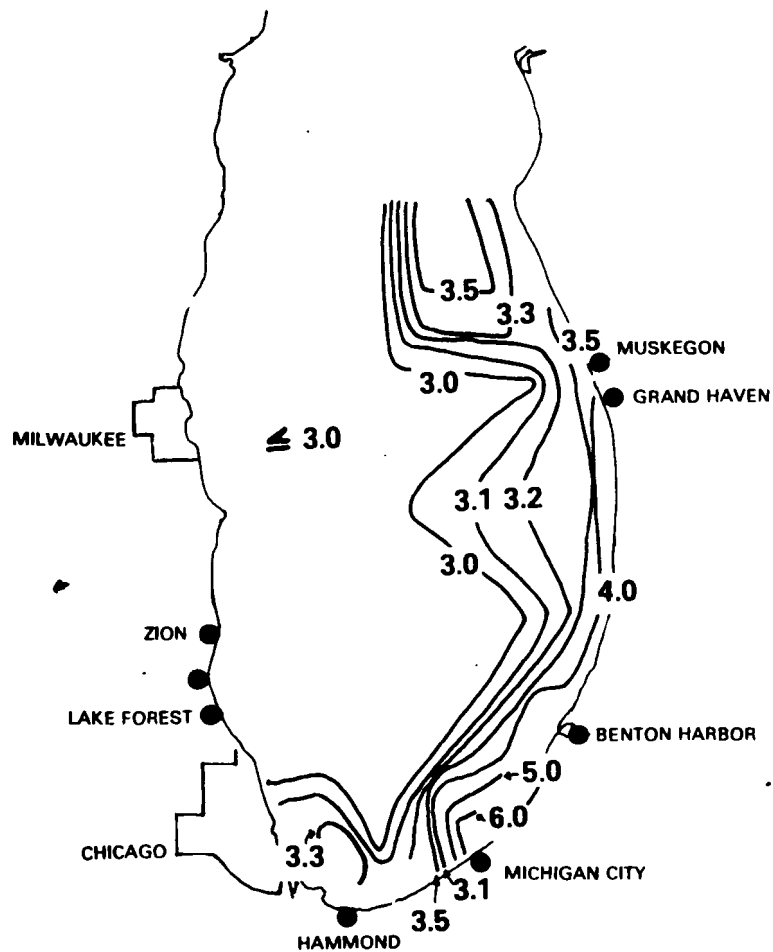 3.5
3.3
3.5
MUSKEGON
3.0
GRAND HAVEN
MILWAUKEE
≤ 3.0
3.1
3.2
3.0
4.0
ZION
LAKE FOREST
BENTON HARBOR
5.0
6.0
CHICAGO
3.3
MICHIGAN CITY
3.1
3.5
HAMMOND